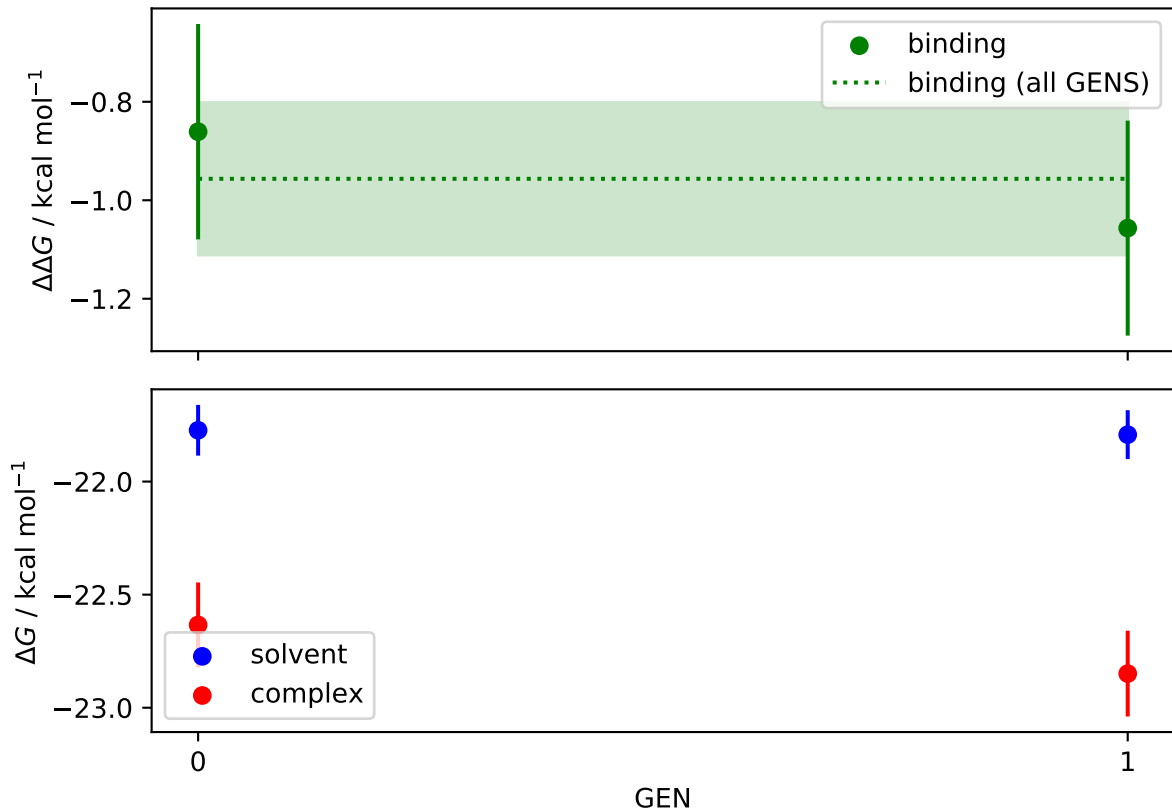 binding
binding (all GENS)
ΔΔG / kcal mol⁻¹
−0.8
−1.0
−1.2
ΔG / kcal mol⁻¹
−22.0
−22.5
−23.0
solvent
complex
0 1
GEN